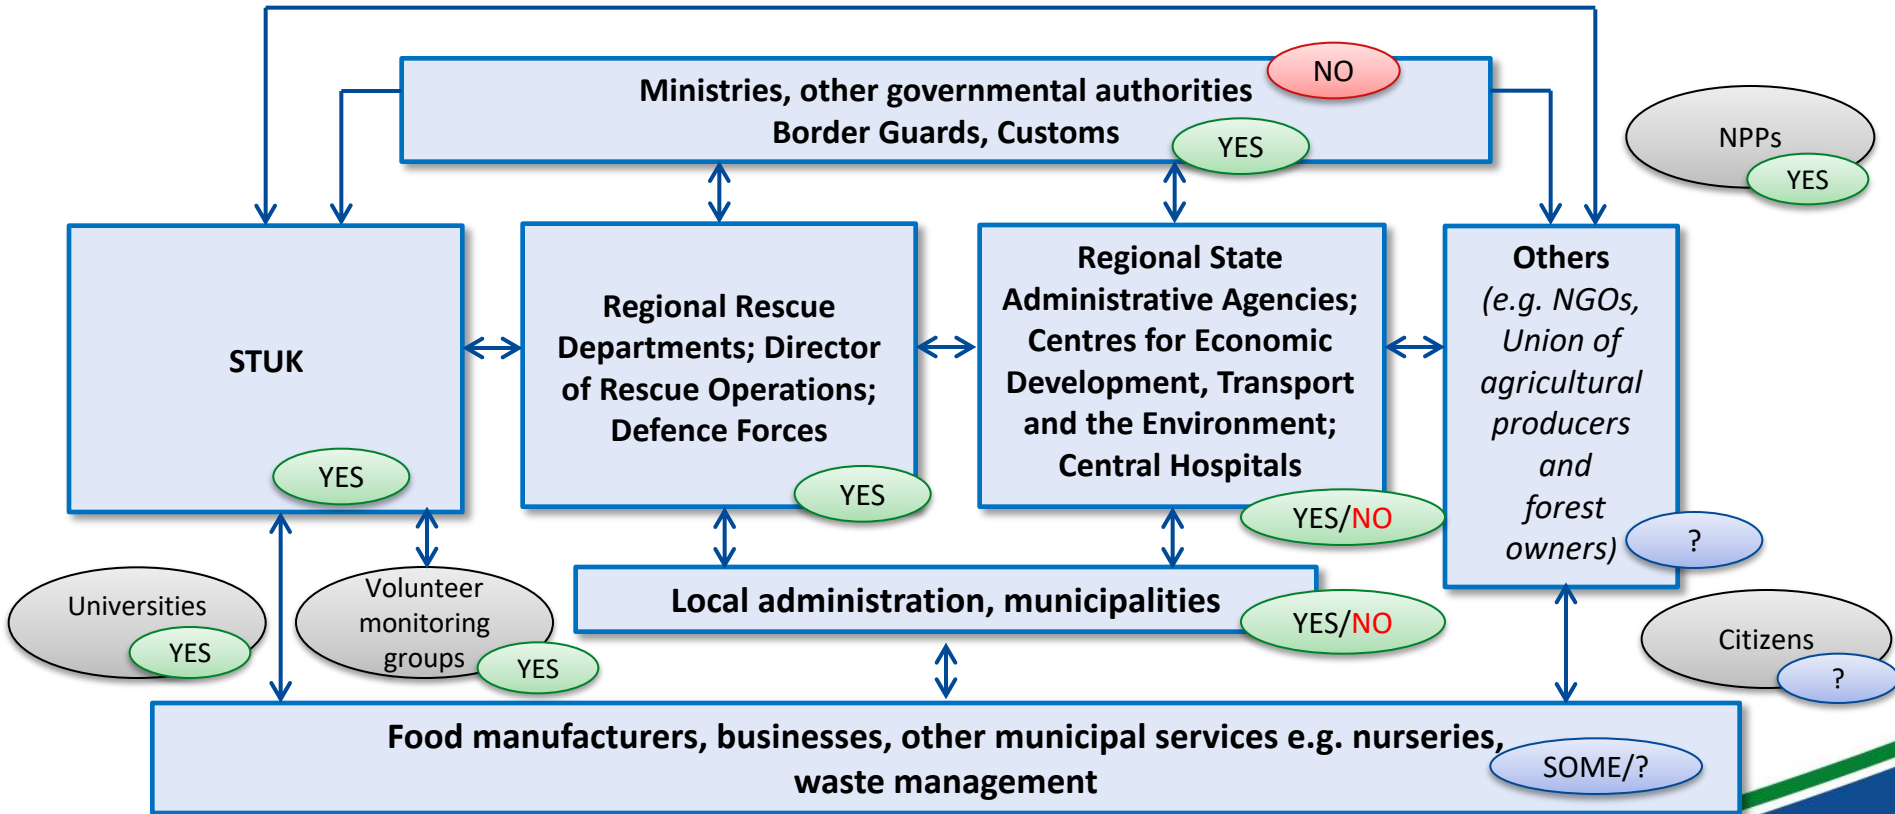 NO
Ministries, other governmental authorities
Border Guards, Customs
YES
NPPs
YES
STUK
YES
Regional Rescue
Departments; Director
of Rescue Operations;
Defence Forces
YES
Regional State
Administrative Agencies;
Centres for Economic
Development, Transport
and the Environment;
Central Hospitals
YES/NO
Others
(e.g. NGOs,
Union of
agricultural
producers
and
forest
owners)
?
Universities
YES
Volunteer
monitoring
groups
YES
Local administration, municipalities
YES/NO
Citizens
?
Food manufacturers, businesses, other municipal services e.g. nurseries,
waste management
SOME/?